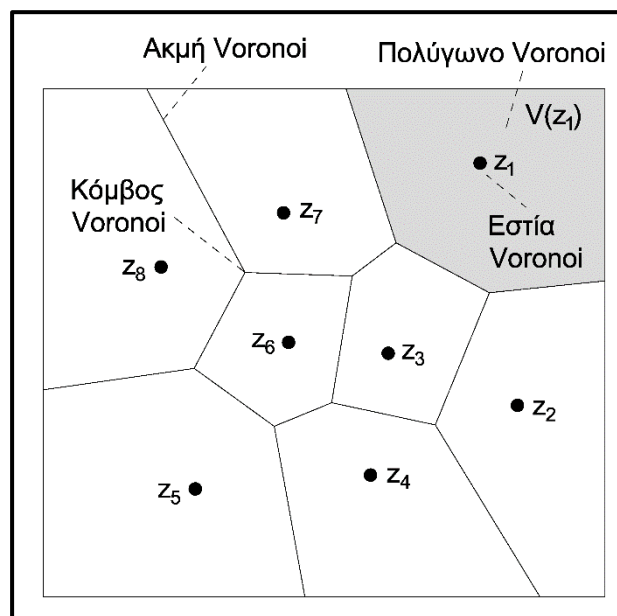 Ακμή Voronoi
Πολύγωνο Voronoi
V(z₁)
z₁
Κόμβος
Voronoi
Εστία
Voronoi
z₇
z₈
z₆
z₃
z₂
z₅
z₄